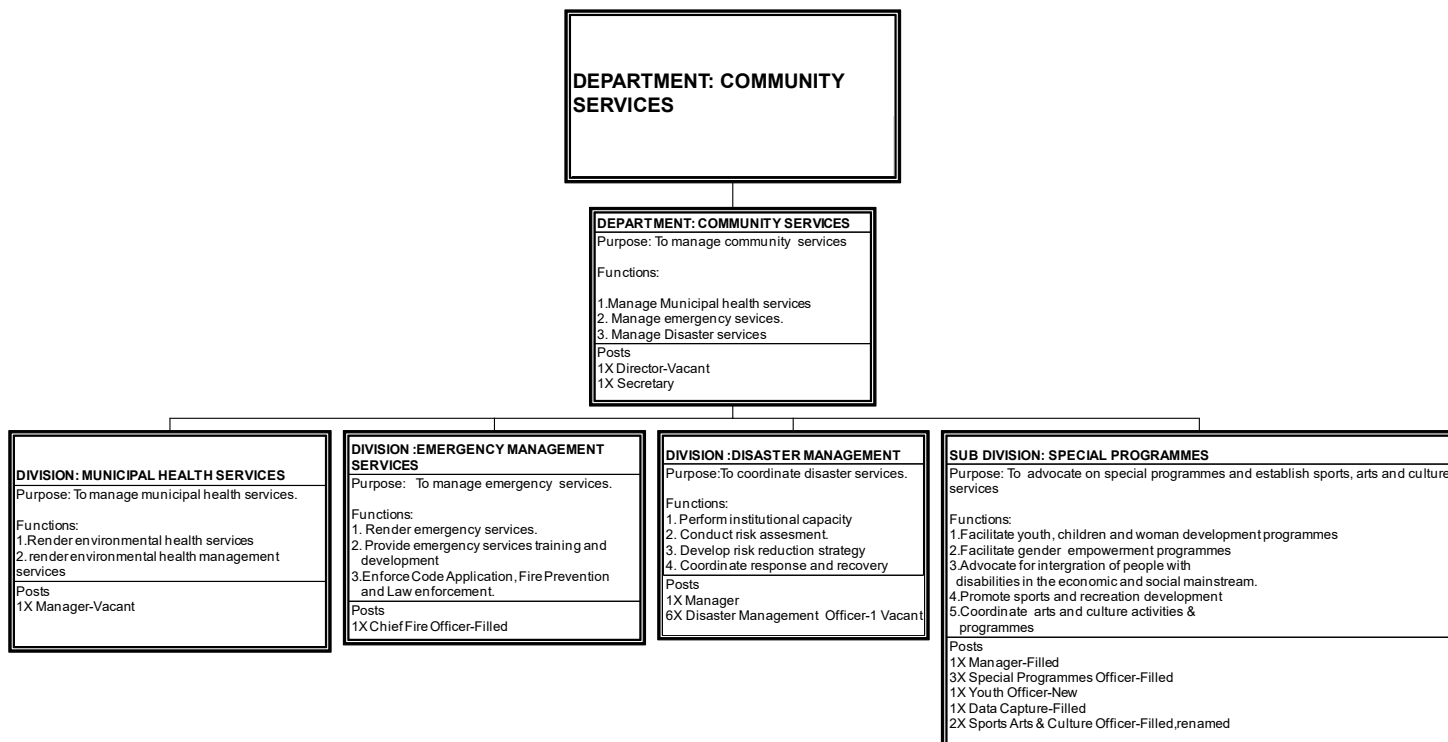 DEPARTMENT: COMMUNITY
SERVICES
DEPARTMENT: COMMUNITY SERVICES
Purpose: To manage community services
Functions:
1.Manage Municipal health services
2. Manage emergency sevices.
3. Manage Disaster services
Posts
1X Director-Vacant
1X Secretary
DIVISION: MUNICIPAL HEALTH SERVICES
Purpose: To manage municipal health services.
Functions:
1.Render environmental health services
2. render environmental health management
services
Posts
1X Manager-Vacant
DIVISION :EMERGENCY MANAGEMENT
SERVICES
Purpose: To manage emergency services.
Functions:
1. Render emergency services.
2. Provide emergency services training and
development
3.Enforce Code Application, Fire Prevention
and Law enforcement.
Posts
1X Chief Fire Officer-Filled
DIVISION :DISASTER MANAGEMENT
Purpose:To coordinate disaster services.
Functions:
1. Perform institutional capacity
2. Conduct risk assesment.
3. Develop risk reduction strategy
4. Coordinate response and recovery
Posts
1X Manager
6X Disaster Management Officer-1 Vacant
SUB DIVISION: SPECIAL PROGRAMMES
Purpose: To advocate on special programmes and establish sports, arts and culture
services
Functions:
1.Facilitate youth, children and woman development programmes
2.Facilitate gender empowerment programmes
3.Advocate for intergration of people with
disabilities in the economic and social mainstream.
4.Promote sports and recreation development
5.Coordinate arts and culture activities &
programmes
Posts
1X Manager-Filled
3X Special Programmes Officer-Filled
1X Youth Officer-New
1X Data Capture-Filled
2X Sports Arts & Culture Officer-Filled,renamed